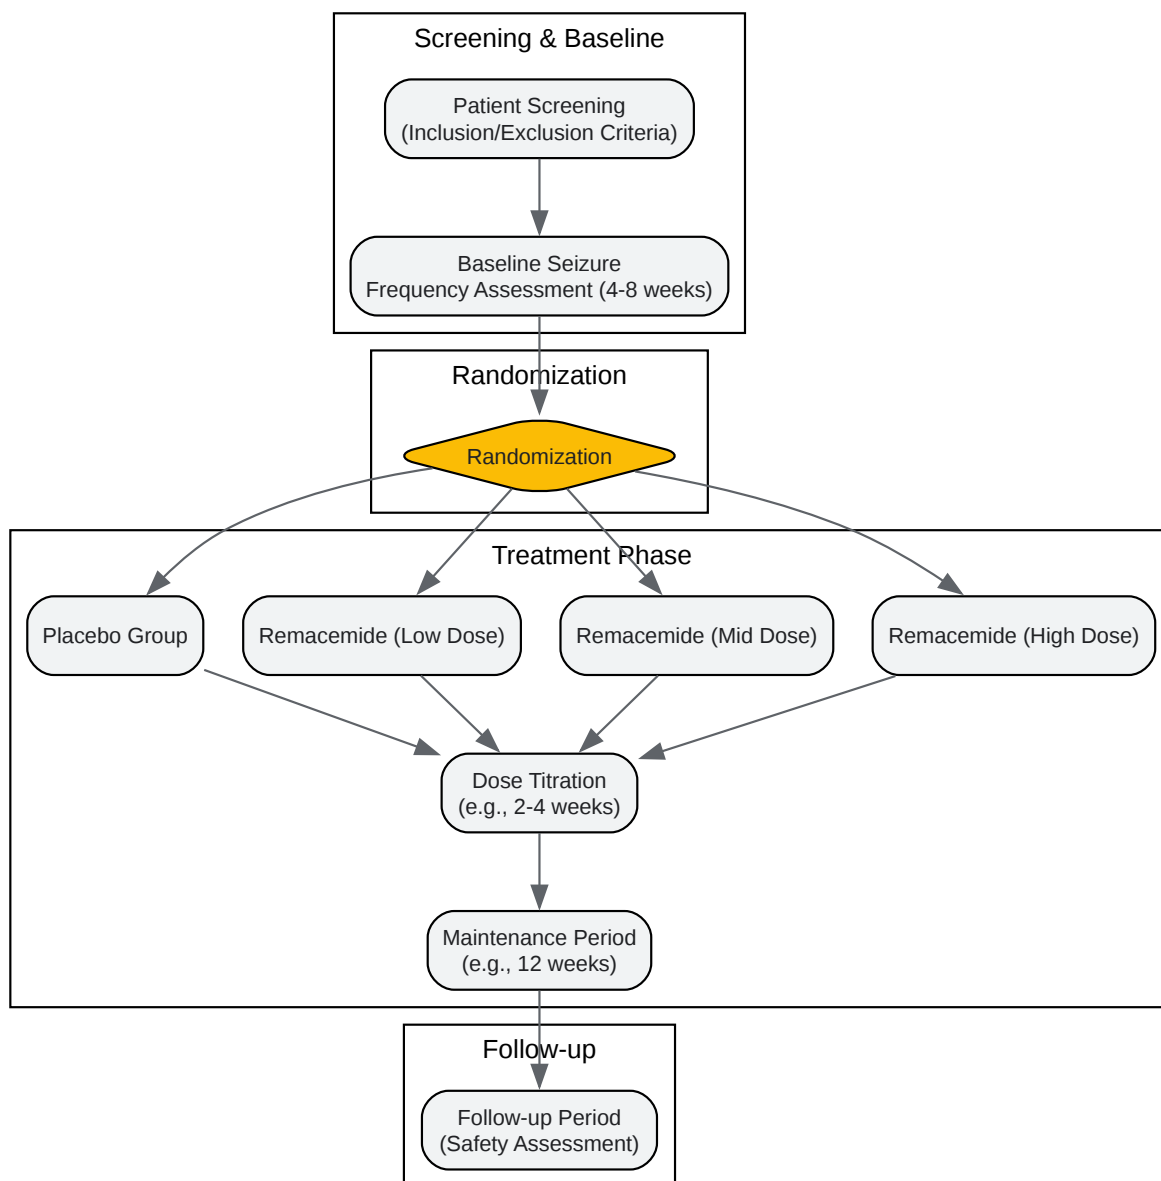 Screening & Baseline
Patient Screening
(Inclusion/Exclusion Criteria)
Baseline Seizure
Frequency Assessment (4-8 weeks)
Randomization
Randomization
Treatment Phase
Placebo Group
Remacemide (Low Dose)
Remacemide (Mid Dose)
Remacemide (High Dose)
Dose Titration
(e.g., 2-4 weeks)
Maintenance Period
(e.g., 12 weeks)
Follow-up
Follow-up Period
(Safety Assessment)